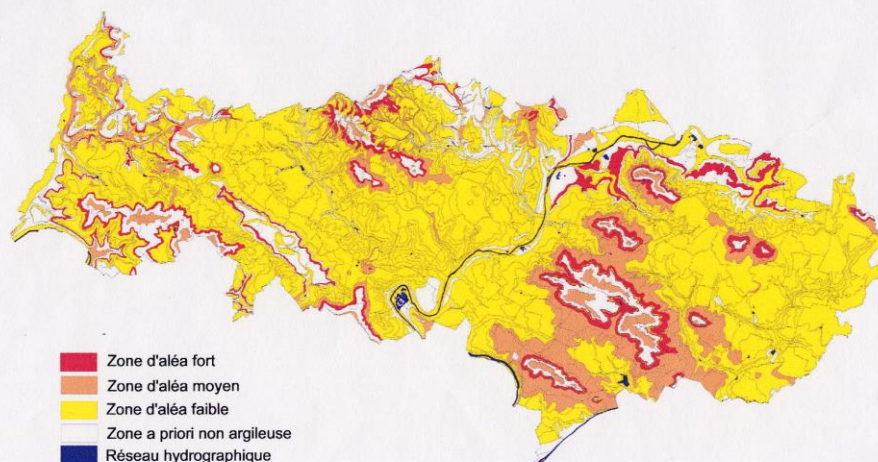 Zone d'aléa fort
Zone d'aléa moyen
Zone d'aléa faible
Zone a priori non argileuse
Réseau hydrographique